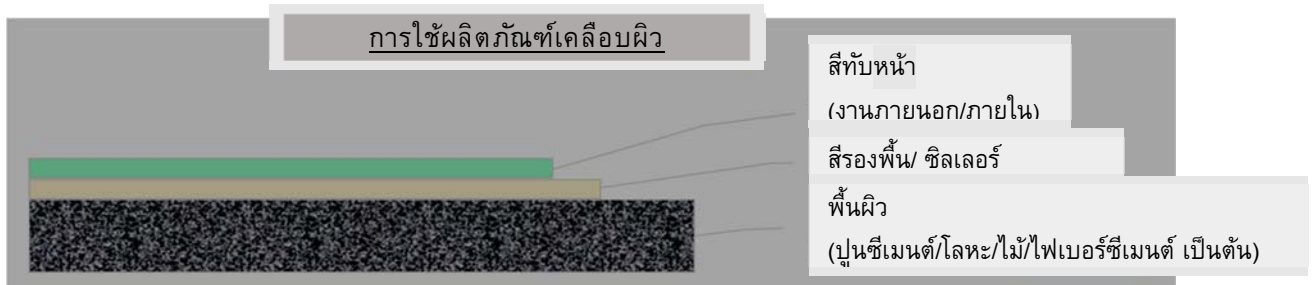 การใช้ผลิตภัณฑ์เคลือบผิว
สีทับหน้า
(งานภายนอก/ภายใน)
สีรองพื้น/ ซิลเลอร์
พื้นผิว
(ปูนซีเมนต์/โลหะ/ไม้/ไฟเบอร์ซีเมนต์ เป็นต้น)